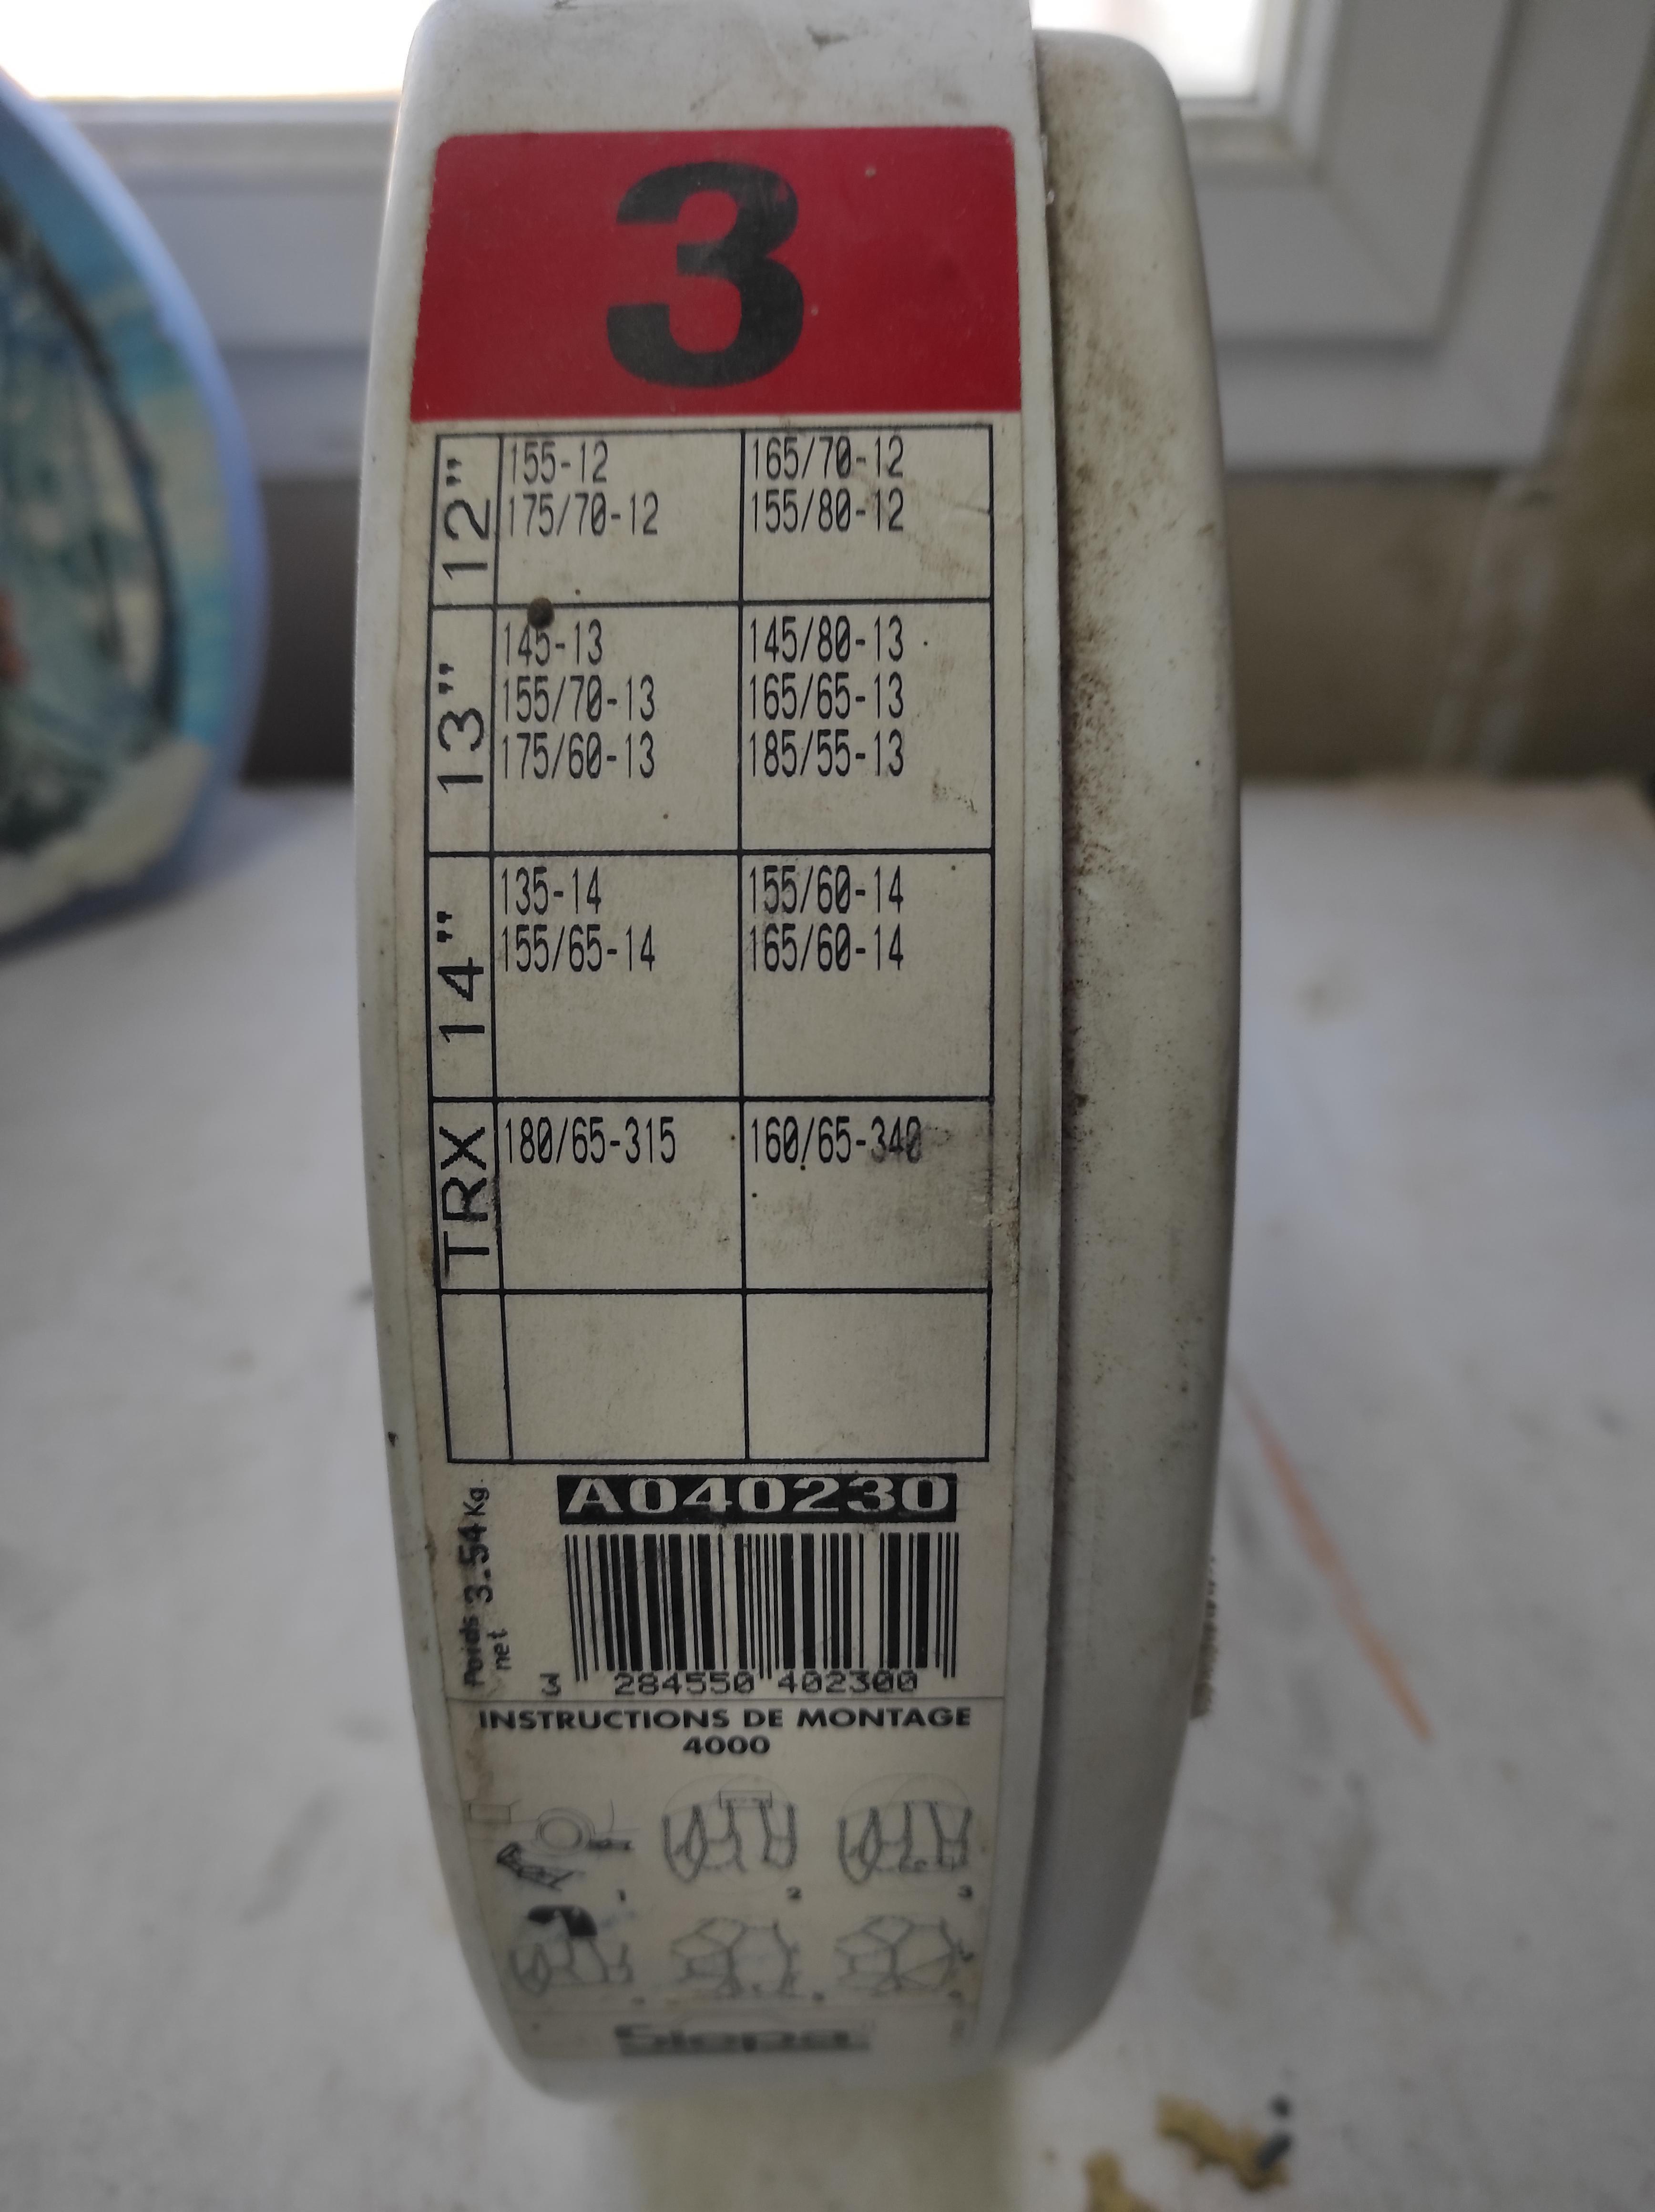 3
12" 155-12 165/70-12
175/70-12 155/80-12
13" 145-13 145/80-13
155/70-13 165/65-13
175/60-13 185/55-13
14" 135-14 155/60-14
155/65-14 165/60-14
TRX 180/65-315 160/65-340
A040230
Poids 3.54 Kg.
net
3 284550 402300
INSTRUCTIONS DE MONTAGE
4000
1 2 3